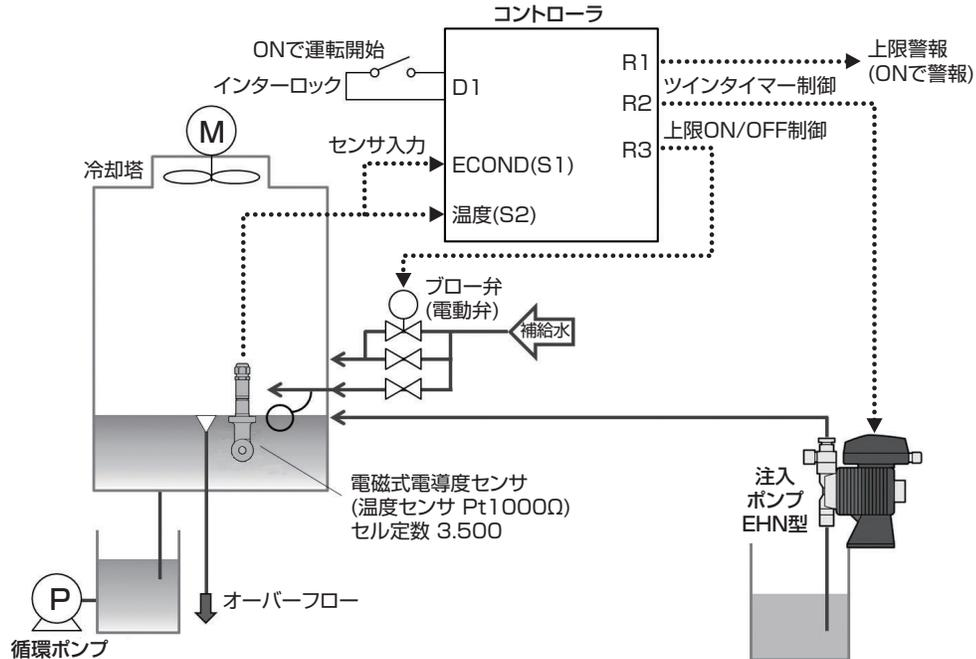 コントローラ
ONで運転開始
インターロック
D1
R1
上限警報
(ONで警報)
ツインタイマー制御
R2
上限ON/OFF制御
R3
M
冷却塔
センサ入力
ECOND(S1)
温度(S2)
ブロー弁
(電動弁)
補給水
電磁式電導度センサ
(温度センサ Pt1000Ω)
セル定数 3.500
注入
ポンプ
EHN型
P
オーバーフロー
循環ポンプ